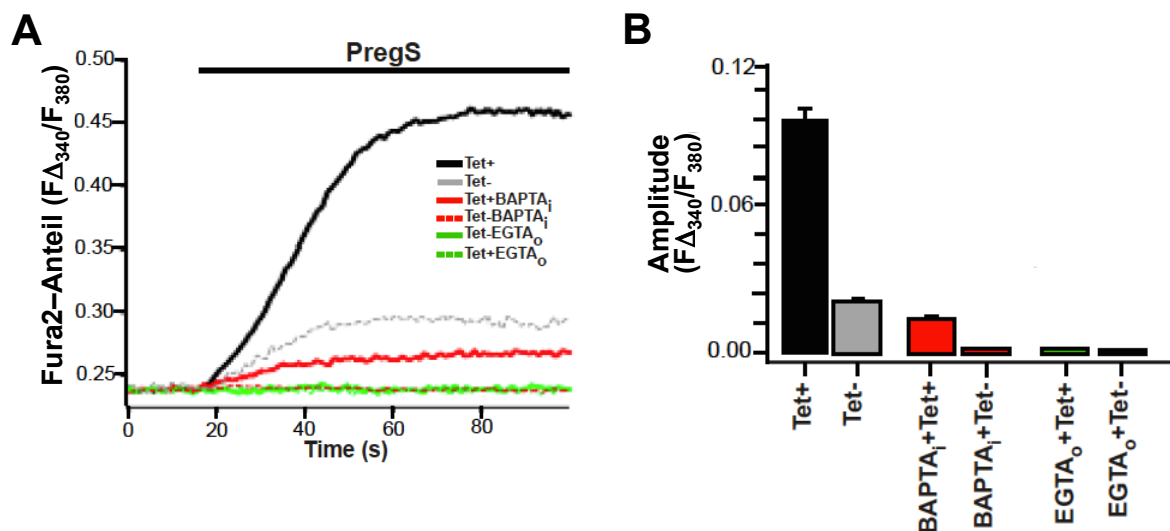 A
PregS
Fura2–Anteil (FΔ340/F380)
0.50
0.45
0.40
0.35
0.30
0.25
Tet+
Tet-
Tet+BAPTAi
Tet-BAPTAi
Tet-EGTAo
Tet+EGTAo
0
20
40
60
80
Time (s)
B
Amplitude
(FΔ340/F380)
0.12
0.06
0.00
Tet+
Tet-
BAPTAi+Tet+
BAPTAi+Tet-
EGTAo+Tet+
EGTAo+Tet-